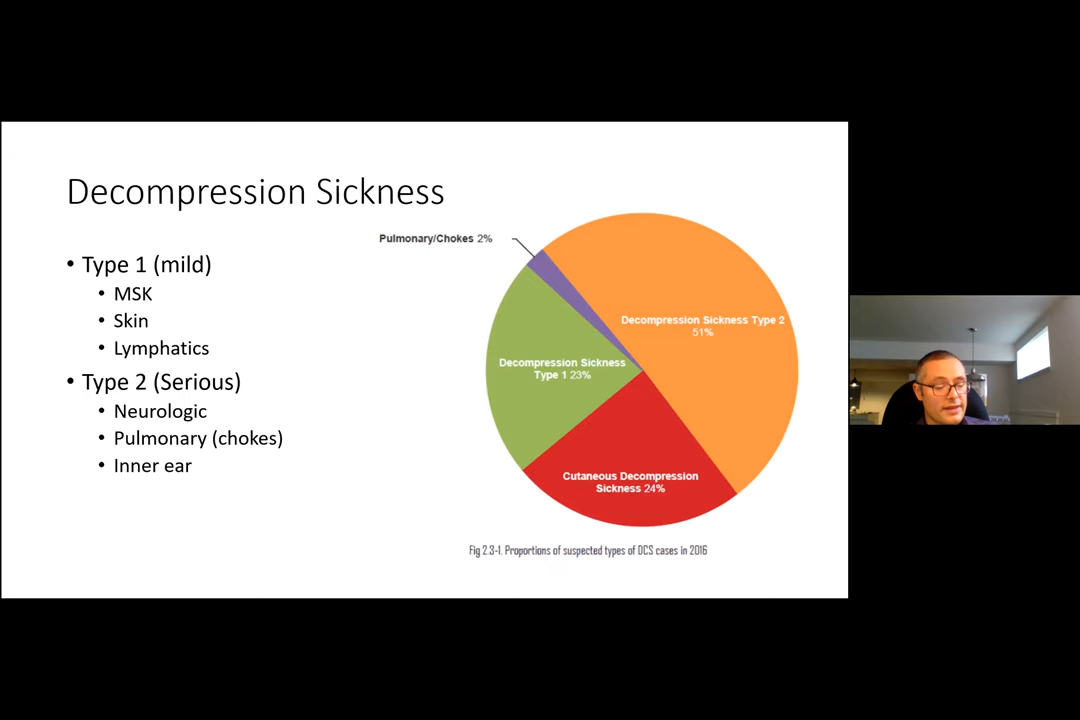 Decompression Sickness
• Type 1 (mild)
• MSK
• Skin
• Lymphatics
• Type 2 (Serious)
• Neurologic
• Pulmonary (chokes)
• Inner ear
Pulmonary/Chokes 2%
Decompression Sickness Type 2
51%
Decompression Sickness
Type 1 23%
Cutaneous Decompression
Sickness 24%
Fig 2.3-1. Proportions of suspected types of DCS cases in 2016